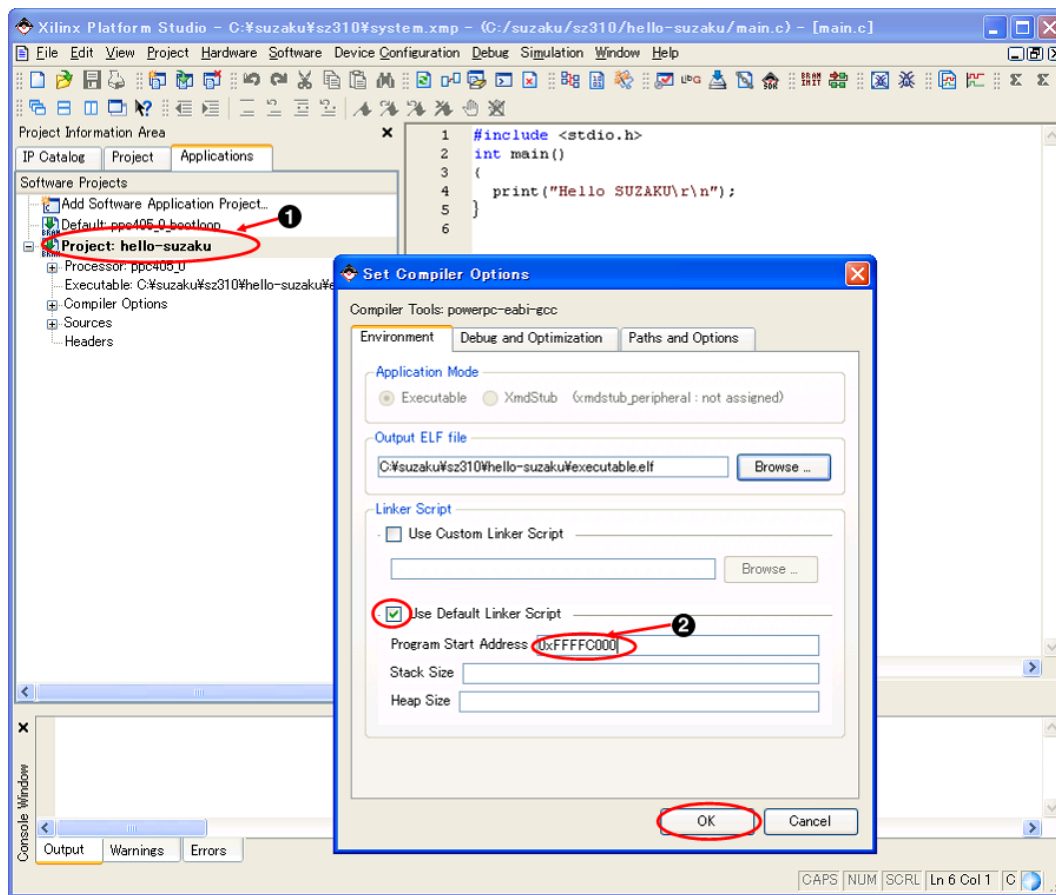 Xilinx Platform Studio - C:¥suzaku¥sz310¥system.xmp - (C:/suzaku/sz310/hello-suzaku/main.c) - [main.c]
File Edit View Project Hardware Software Device Configuration Debug Simulation Window Help
Project Information Area
IP Catalog Project Applications
Software Projects
Add Software Application Project...
Default: ppc405_0_bootloop
Project: hello-suzaku
Processor: ppc405_0
Executable: C:¥suzaku¥sz310¥hello-suzaku¥e
Compiler Options
Sources
Headers
1
1 #include <stdio.h>
2 int main()
3 {
4 print("Hello SUZAKU\r\n");
5 }
6
Set Compiler Options
Compiler Tools: powerpc-eabi-gcc
Environment Debug and Optimization Paths and Options
Application Mode
Executable XmdStub (xmdstub_peripheral : not assigned)
Output ELF file
C:¥suzaku¥sz310¥hello-suzaku¥executable.elf Browse ...
Linker Script
Use Custom Linker Script
Browse ...
Use Default Linker Script
2
Program Start Address 0xFFFFC000
Stack Size
Heap Size
OK Cancel
Console Window
Output Warnings Errors
CAPS NUM SCRL Ln 6 Col 1 C